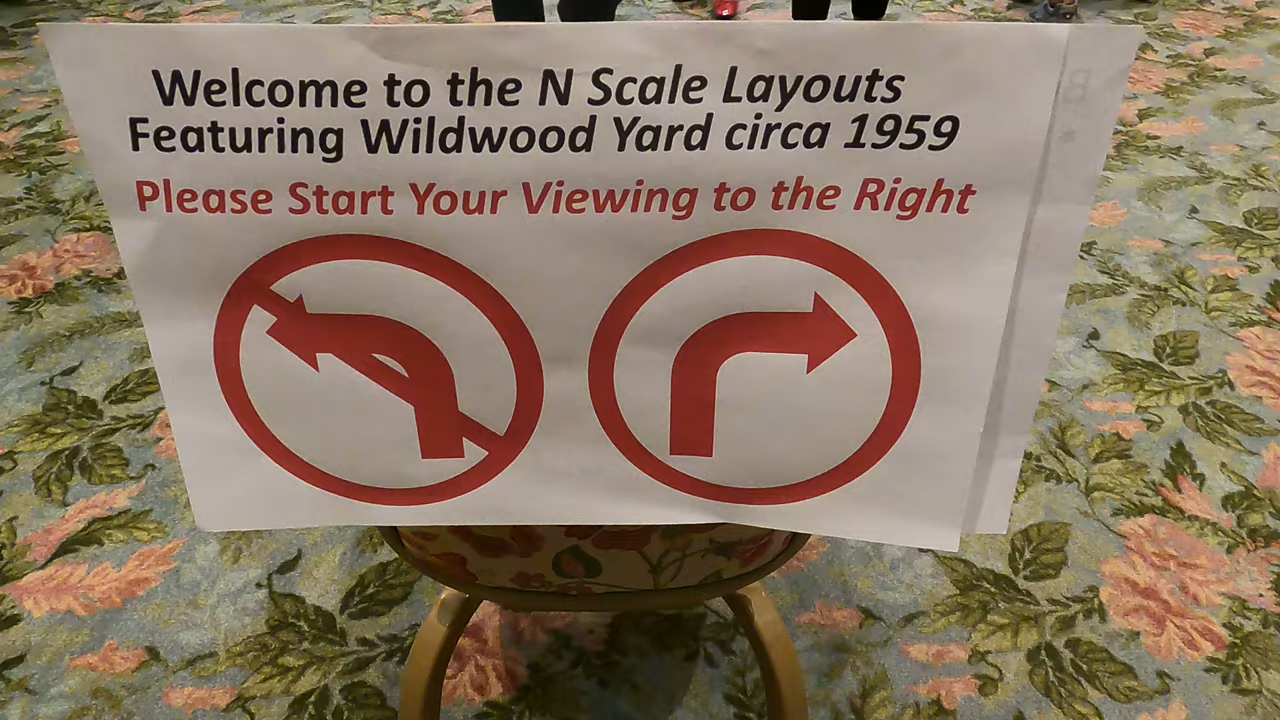 Welcome to the N Scale Layouts
Featuring Wildwood Yard circa 1959
Please Start Your Viewing to the Right